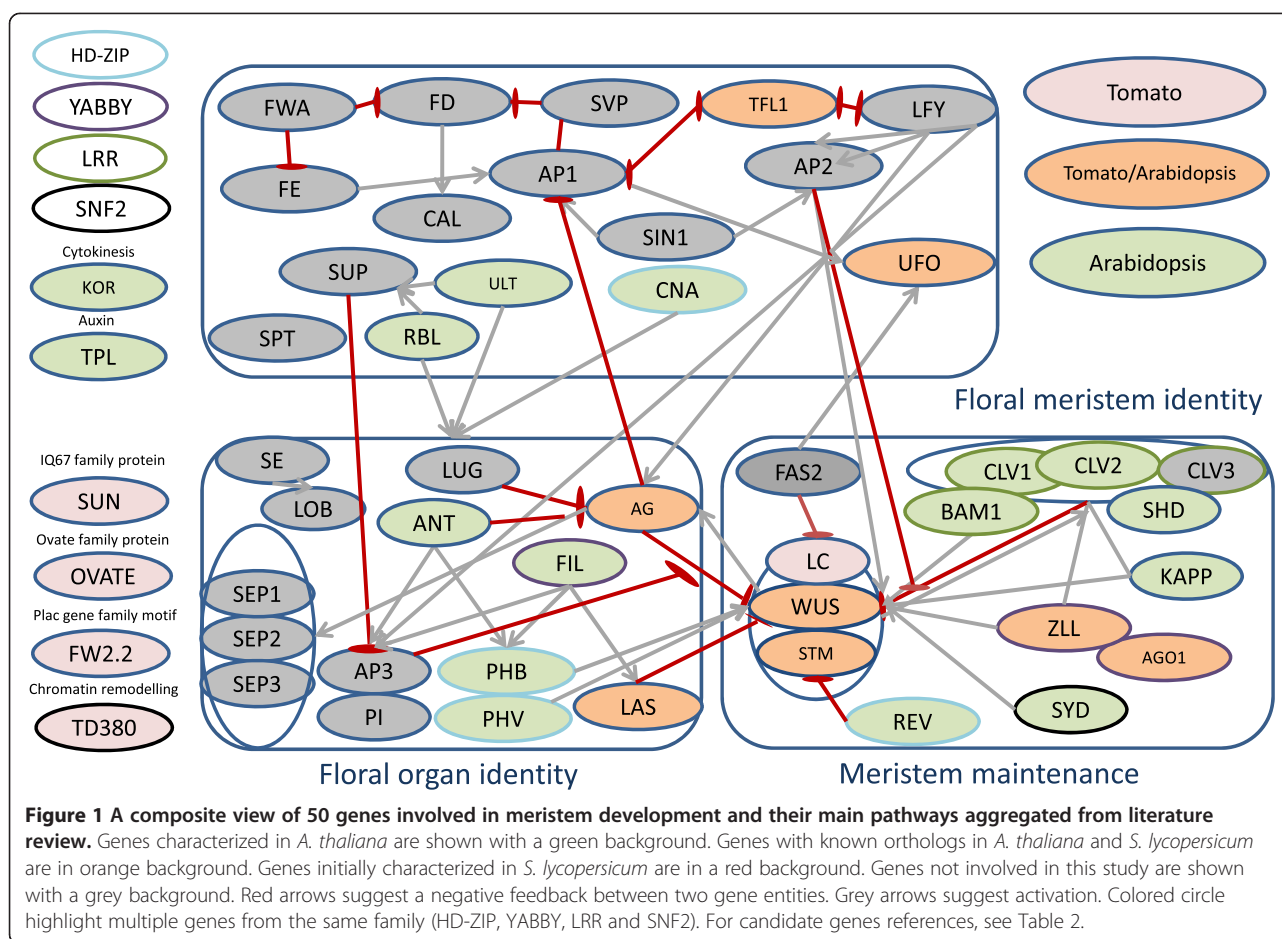 HD-ZIP
YABBY
LRR
SNF2
Cytokinesis
KOR
Auxin
TPL
IQ67 family protein
SUN
Ovate family protein
OVATE
Plac gene family motif
FW2.2
Chromatin remodelling
TD380
FWA
FD
SVP
TFL1
LFY
FE
AP1
AP2
CAL
SIN1
SUP
ULT
CNA
UFO
SPT
RBL
Tomato
Tomato/Arabidopsis
Arabidopsis
Floral meristem identity
SE
LUG
LOB
ANT
AG
FIL
SEP1
SEP2
SEP3
AP3
PI
PHB
PHV
LAS
Floral organ identity
FAS2
CLV1
CLV2
CLV3
BAM1
SHD
LC
WUS
STM
KAPP
ZLL
AGO1
REV
SYD
Meristem maintenance
Figure 1 A composite view of 50 genes involved in meristem development and their main pathways aggregated from literature
review. Genes characterized in A. thaliana are shown with a green background. Genes with known orthologs in A. thaliana and S. lycopersicum
are in orange background. Genes initially characterized in S. lycopersicum are in a red background. Genes not involved in this study are shown
with a grey background. Red arrows suggest a negative feedback between two gene entities. Grey arrows suggest activation. Colored circle
highlight multiple genes from the same family (HD-ZIP, YABBY, LRR and SNF2). For candidate genes references, see Table 2.